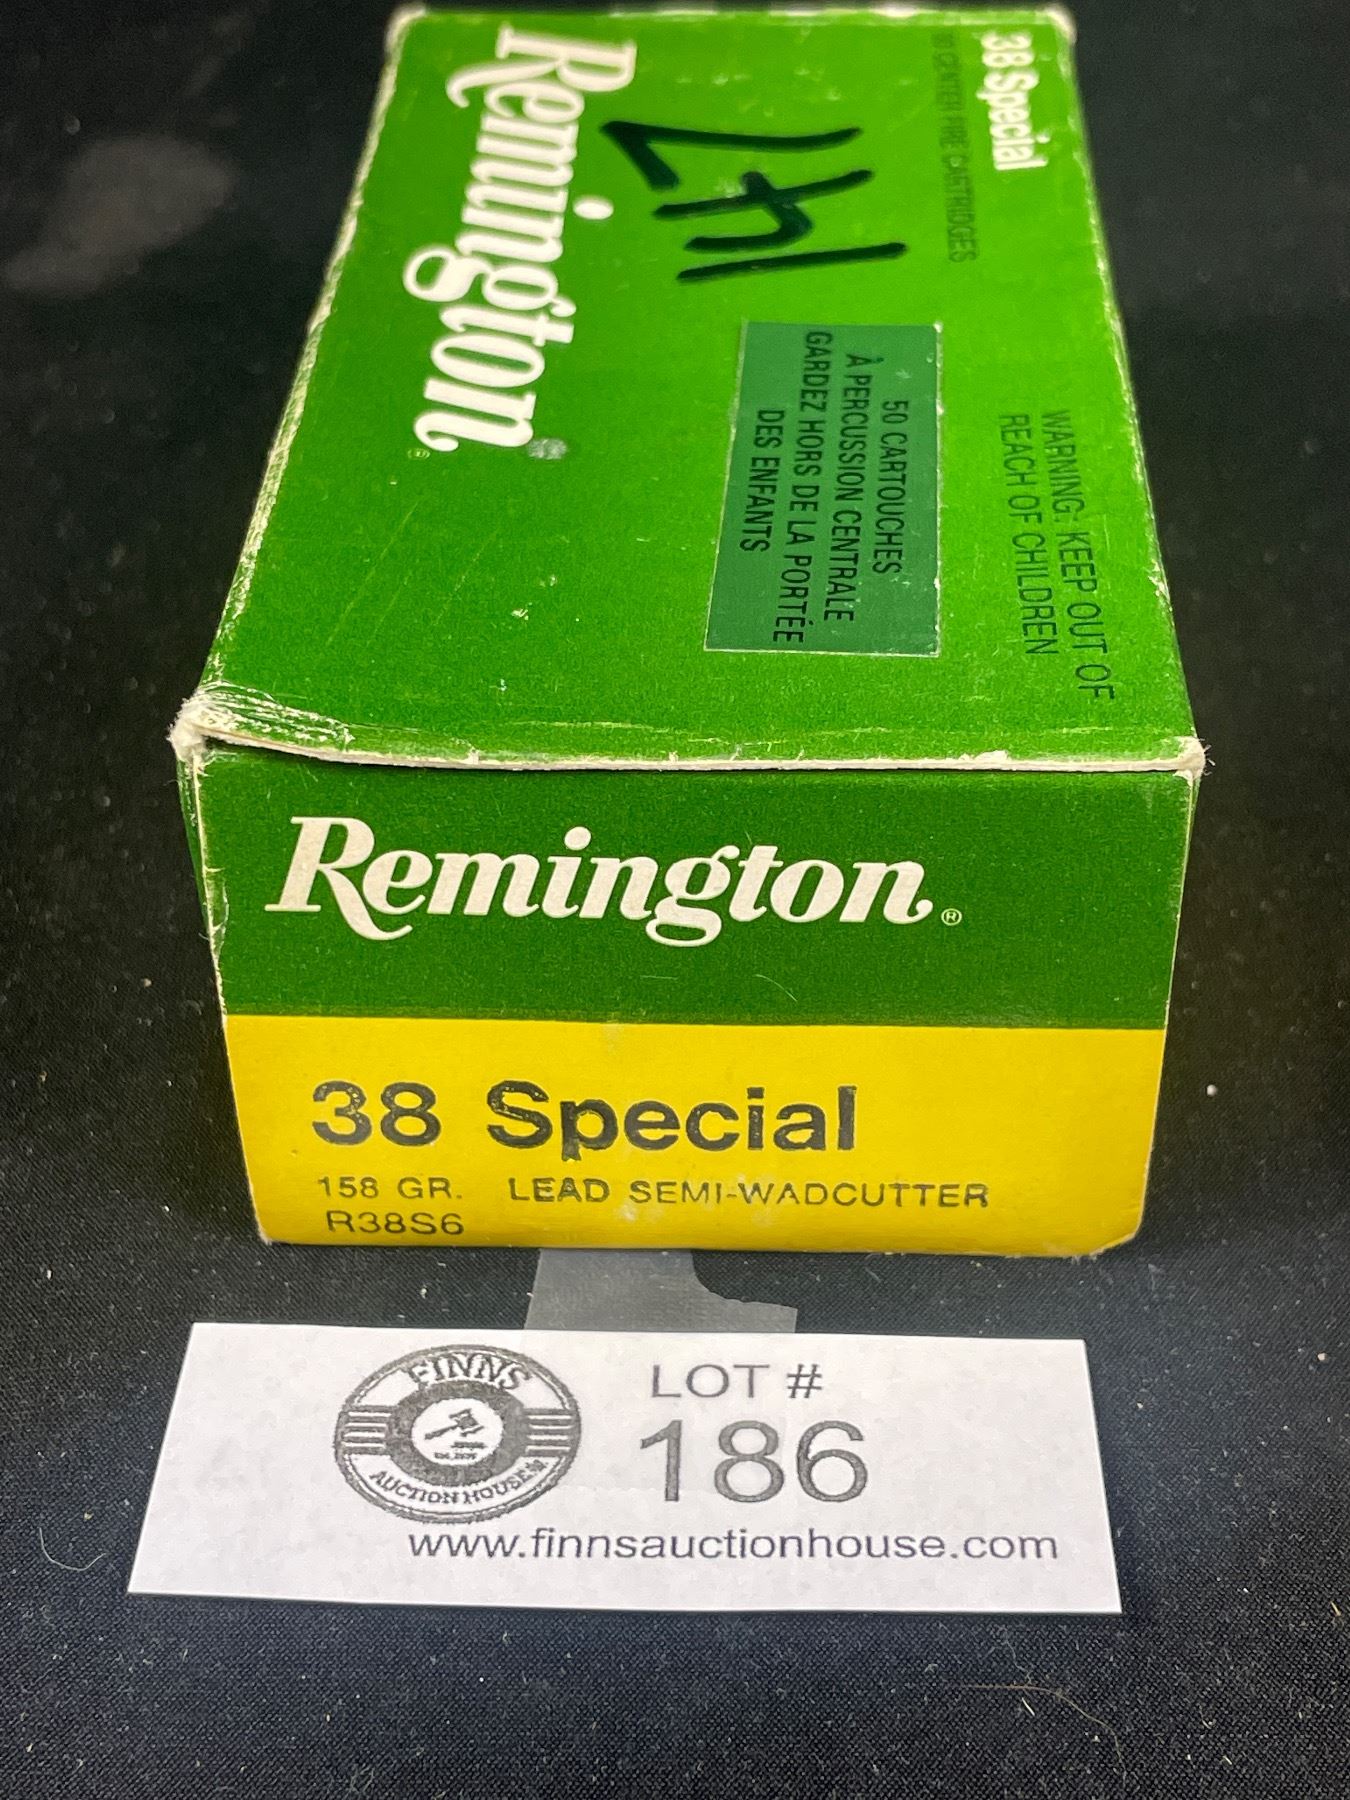 38 Special
50 CENTER FIRE CARTRIDGES
WARNING: KEEP OUT OF
REACH OF CHILDREN
50 CARTOUCHES
À PERCUSSION CENTRALE
GARDEZ HORS DE LA PORTÉE
DES ENFANTS
147
Remington®
Remington®
38 Special
158 GR. LEAD SEMI-WADCUTTER
R38S6
FINNS
AUCTION HOUSE
LOT #
186
www.finnsauctionhouse.com